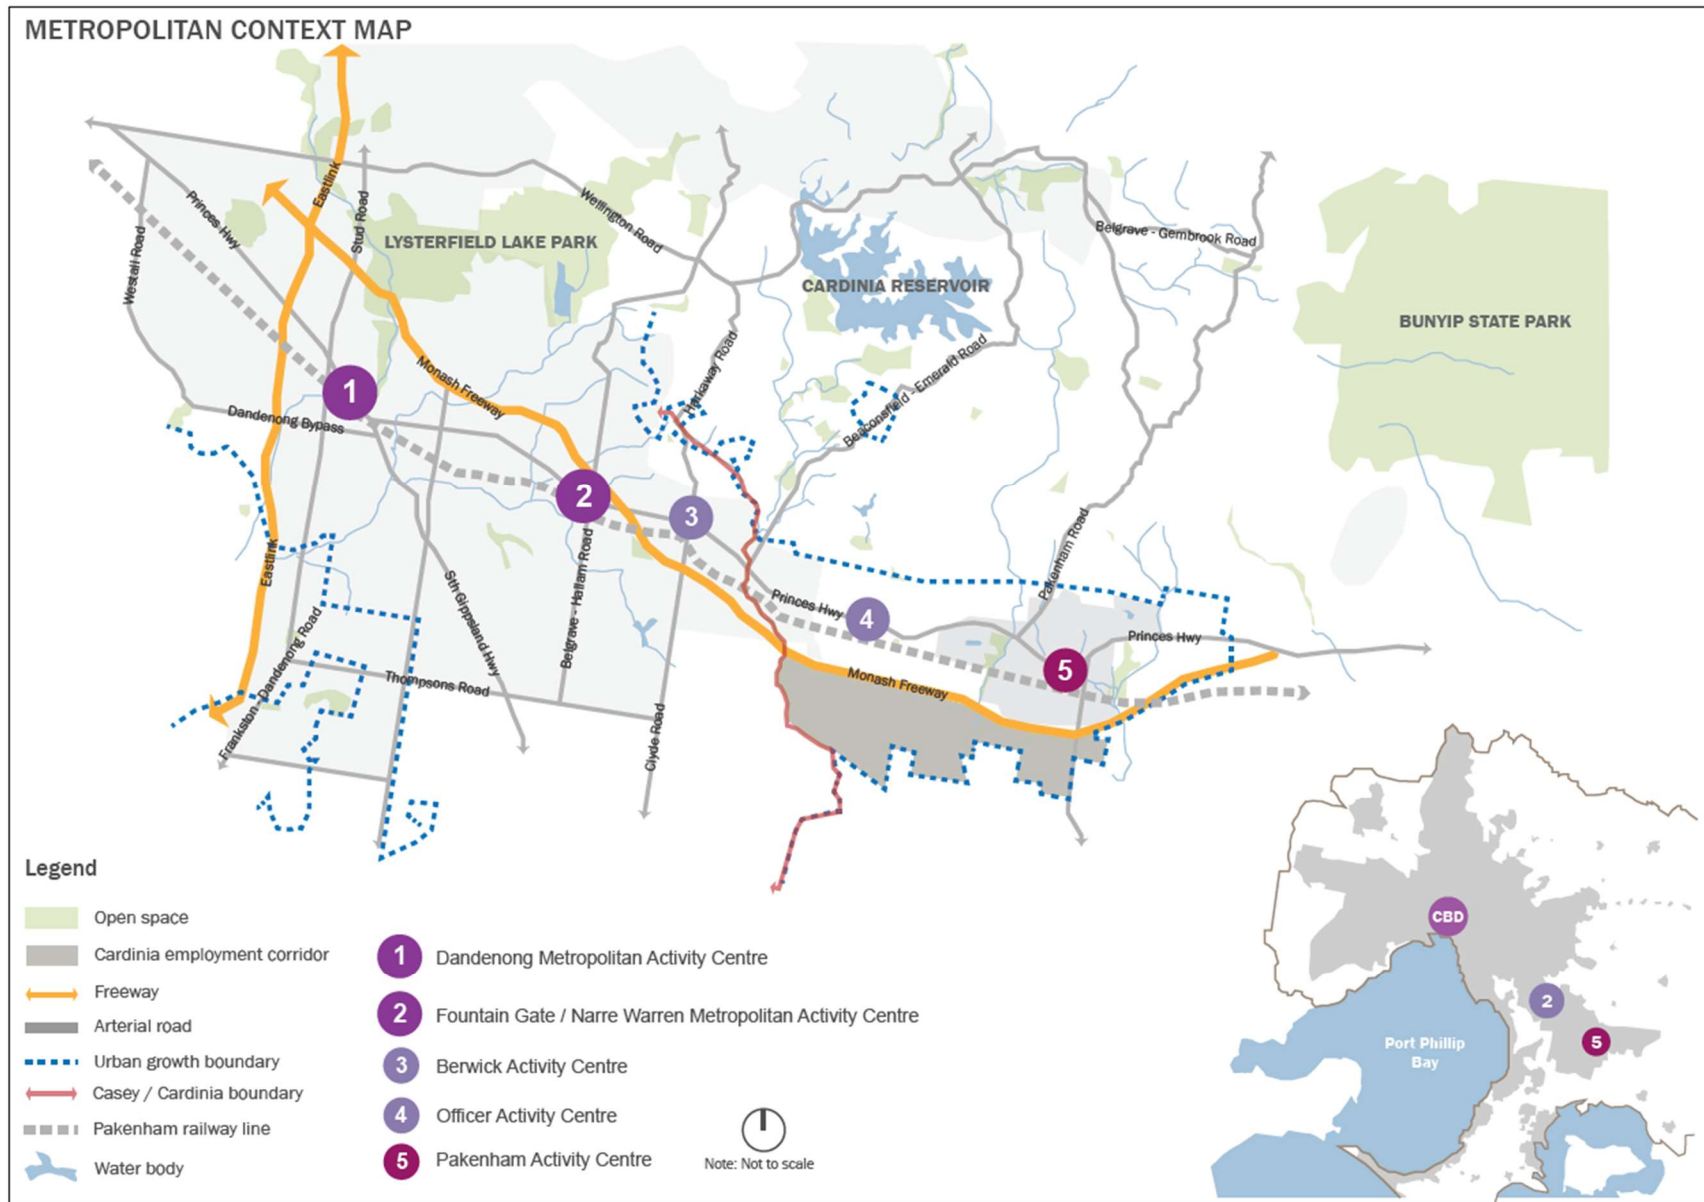 METROPOLITAN CONTEXT MAP
Eastlink
Princes Hwy
Stud Road
Westall Road
LYSTERFIELD LAKE PARK
Wellington Road
Belgrave - Gembrook Road
CARDINIA RESERVOIR
BUNYIP STATE PARK
Monash Freeway
Harkaway Road
Beaconsfield - Emerald Road
1
Dandenong Bypass
2
3
Eastlink
Sth Gippsland Hwy
Belgrave - Hallam Road
Pakenham Road
Princes Hwy
4
Princes Hwy
5
Frankston - Dandenong Road
Thompsons Road
Monash Freeway
Clyde Road
CBD
2
5
Port Phillip
Bay
Legend
Open space
Cardinia employment corridor
Freeway
Arterial road
Urban growth boundary
Casey / Cardinia boundary
Pakenham railway line
Water body
1 Dandenong Metropolitan Activity Centre
2 Fountain Gate / Narre Warren Metropolitan Activity Centre
3 Berwick Activity Centre
4 Officer Activity Centre
5 Pakenham Activity Centre
Note: Not to scale